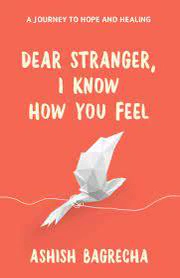 A JOURNEY TO HOPE AND HEALING
DEAR STRANGER,
I KNOW
HOW YOU FEEL
ASHISH BAGRECHA